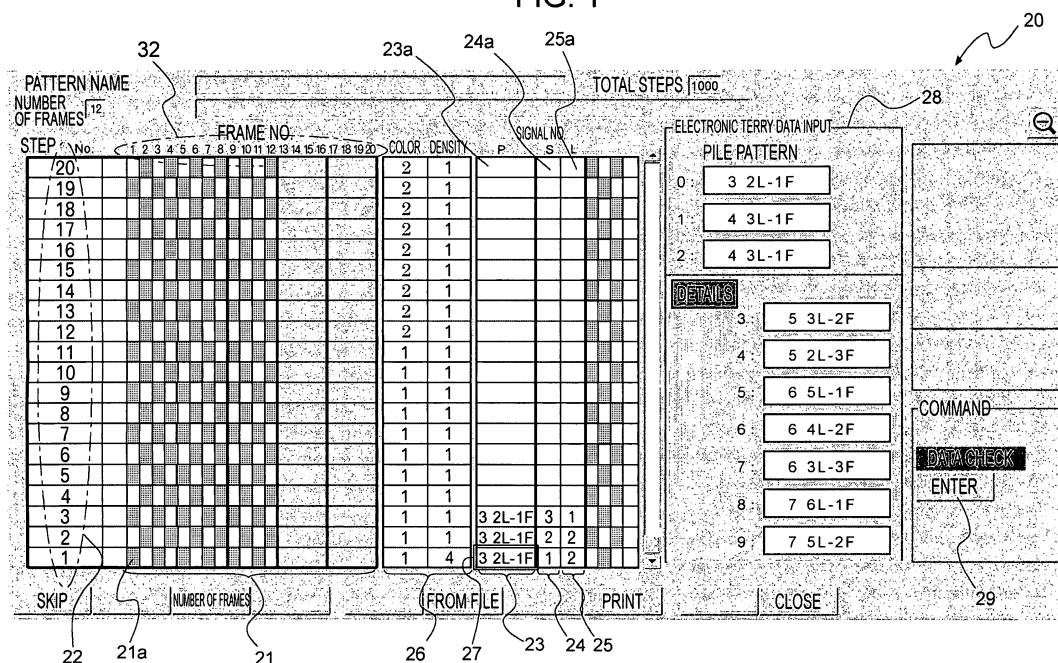 FIG. 4
20
23a 24a 25a
32
PATTERN NAME TOTAL STEPS 1000
NUMBER OF FRAMES 12
28
FRAME NO. SIGNAL NO. ELECTRONIC TERRY DATA INPUT
STEP No. 1 2 3 4 5 6 7 8 9 10 11 12 13 14 15 16 17 18 19 20 COLOR DENSITY P S L
PILE PATTERN
20 2 1
19 2 1
18 2 1
17 2 1
16 2 1
15 2 1
14 2 1
13 2 1
12 2 1
11 1 1
10 1 1
9 1 1
8 1 1
7 1 1
6 1 1
5 1 1
4 1 1
3 1 1 3 2L-1F 3 1
2 1 1 3 2L-1F 2 2
1 1 4 3 2L-1F 1 2
0: 3 2L-1F
1: 4 3L-1F
2: 4 3L-1F
DETAILS
3: 5 3L-2F
4: 5 2L-3F
5: 6 5L-1F
6: 6 4L-2F
7: 6 3L-3F
8: 7 6L-1F
9: 7 5L-2F
COMMAND
DATA CHECK
ENTER
SKIP NUMBER OF FRAMES FROM FILE PRINT CLOSE
22 21a 21 26 27 23 24 25 29